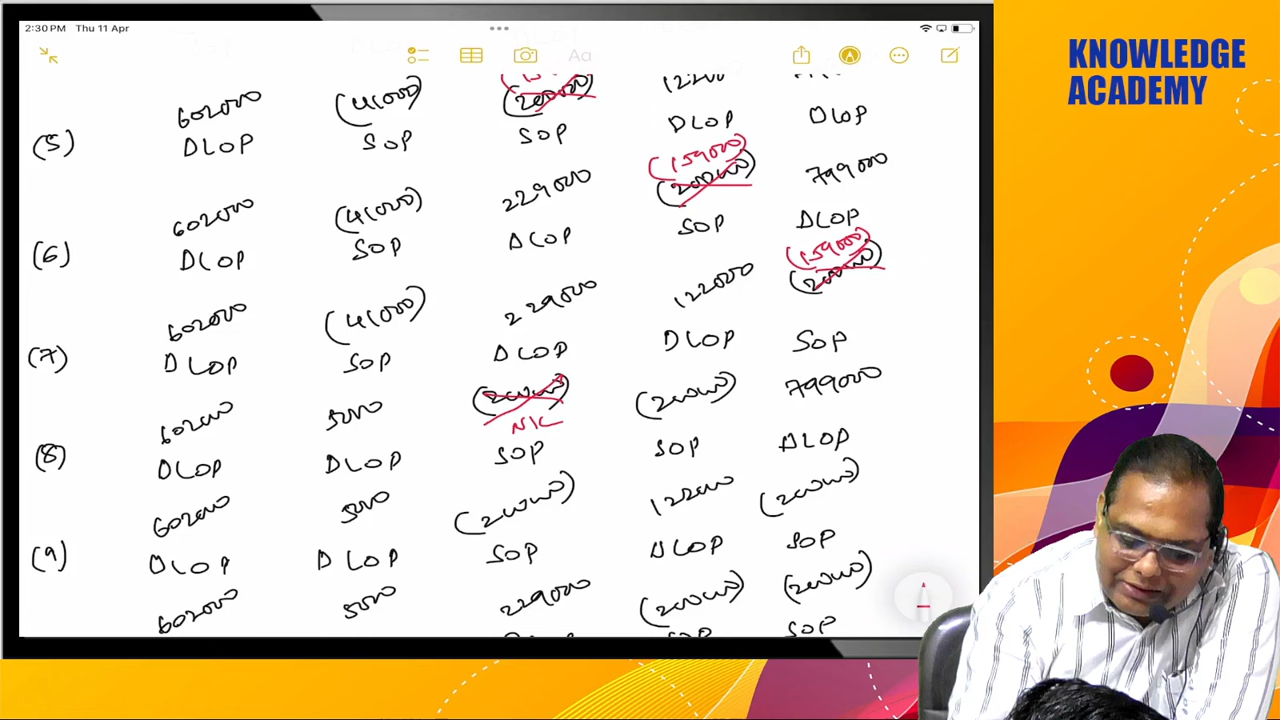 2:30 PM Thu 11 Apr
KNOWLEDGE
ACADEMY
Aa
602000 (41000) (200000) 122000
(5) DLOP SOP SOP DLOP DLOP
(159000)
602000 (41000) 229000 (200000) 799000
(6) DLOP SOP DLOP SOP DLOP
(159000)
602000 (41000) 229000 122000 (200000)
(7) DLOP SOP DLOP DLOP SOP
602000 5000 (200000) (200000) 799000
NIL
(8) DLOP DLOP SOP SOP DLOP
602000 5000 (200000) 122000 (200000)
(9) DLOP DLOP SOP DLOP SOP
602000 5000 229000 (200000) (200000)
SOP SOP